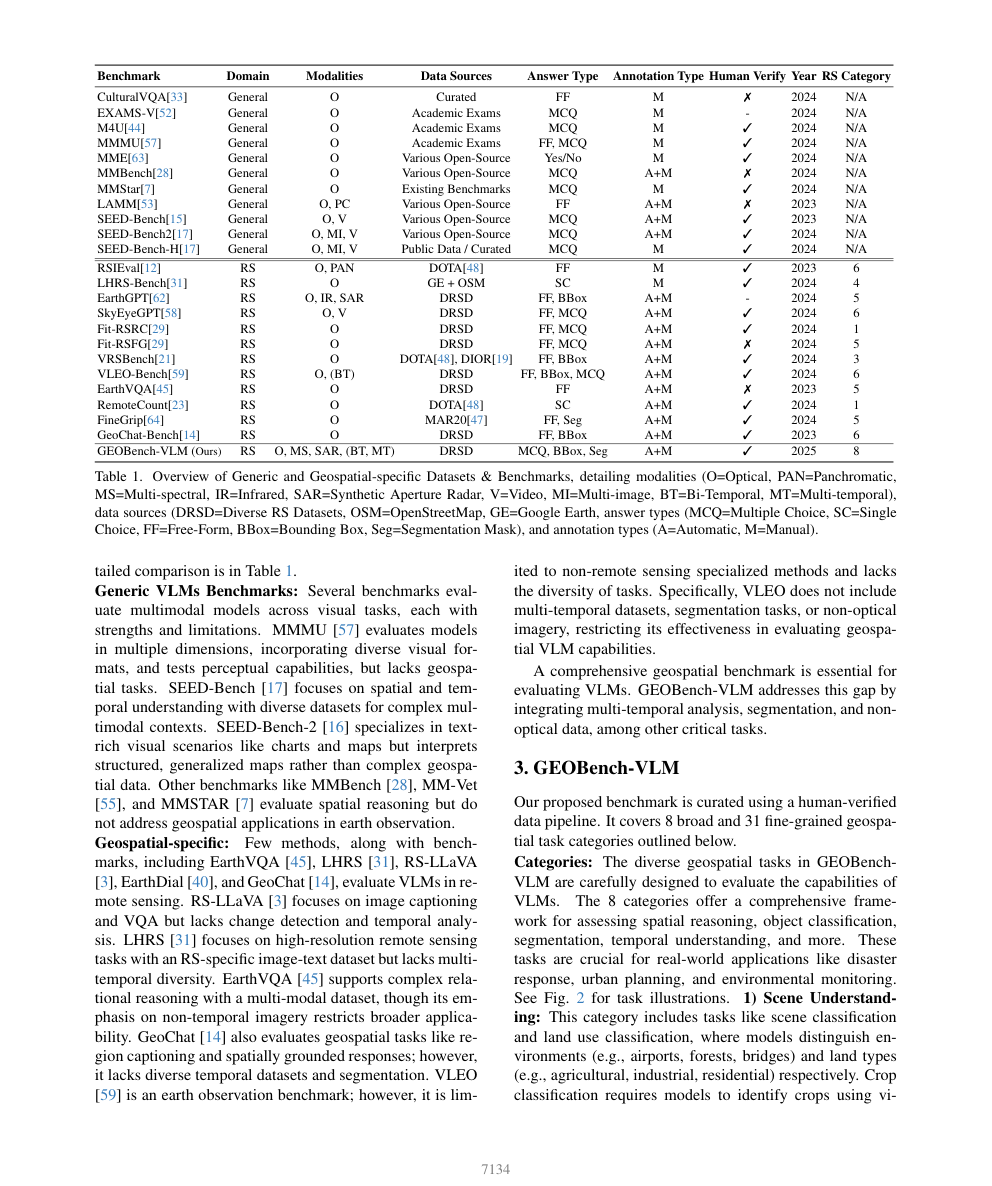 Benchmark Domain Modalities Data Sources Answer Type Annotation Type Human Verify Year RS Category
CulturalVQA[33] General O Curated FF M ✗ 2024 N/A
EXAMS-V[52] General O Academic Exams MCQ M - 2024 N/A
M4U[44] General O Academic Exams MCQ M ✓ 2024 N/A
MMMU[57] General O Academic Exams FF, MCQ M ✓ 2024 N/A
MME[63] General O Various Open-Source Yes/No M ✓ 2024 N/A
MMBench[28] General O Various Open-Source MCQ A+M ✗ 2024 N/A
MMStar[7] General O Existing Benchmarks MCQ M ✓ 2024 N/A
LAMM[53] General O, PC Various Open-Source FF A+M ✗ 2023 N/A
SEED-Bench[15] General O, V Various Open-Source MCQ A+M ✓ 2023 N/A
SEED-Bench2[17] General O, MI, V Various Open-Source MCQ A+M ✓ 2024 N/A
SEED-Bench-H[17] General O, MI, V Public Data / Curated MCQ M ✓ 2024 N/A
RSIEval[12] RS O, PAN DOTA[48] FF M ✓ 2023 6
LHRS-Bench[31] RS O GE + OSM SC M ✓ 2024 4
EarthGPT[62] RS O, IR, SAR DRSD FF, BBox A+M - 2024 5
SkyEyeGPT[58] RS O, V DRSD FF, MCQ A+M ✓ 2024 6
Fit-RSRC[29] RS O DRSD FF, MCQ A+M ✓ 2024 1
Fit-RSFG[29] RS O DRSD FF, MCQ A+M ✗ 2024 5
VRSBench[21] RS O DOTA[48], DIOR[19] FF, BBox A+M ✓ 2024 3
VLEO-Bench[59] RS O, (BT) DRSD FF, BBox, MCQ A+M ✓ 2024 6
EarthVQA[45] RS O DRSD FF A+M ✗ 2023 5
RemoteCount[23] RS O DOTA[48] SC A+M ✓ 2024 1
FineGrip[64] RS O MAR20[47] FF, Seg A+M ✓ 2024 5
GeoChat-Bench[14] RS O DRSD FF, BBox A+M ✓ 2023 6
GEOBench-VLM (Ours) RS O, MS, SAR, (BT, MT) DRSD MCQ, BBox, Seg A+M ✓ 2025 8
Table 1. Overview of Generic and Geospatial-specific Datasets & Benchmarks, detailing modalities (O=Optical, PAN=Panchromatic,
MS=Multi-spectral, IR=Infrared, SAR=Synthetic Aperture Radar, V=Video, MI=Multi-image, BT=Bi-Temporal, MT=Multi-temporal),
data sources (DRSD=Diverse RS Datasets, OSM=OpenStreetMap, GE=Google Earth, answer types (MCQ=Multiple Choice, SC=Single
Choice, FF=Free-Form, BBox=Bounding Box, Seg=Segmentation Mask), and annotation types (A=Automatic, M=Manual).
tailed comparison is in Table 1.
Generic VLMs Benchmarks: Several benchmarks eval-
uate multimodal models across visual tasks, each with
strengths and limitations. MMMU [57] evaluates models
in multiple dimensions, incorporating diverse visual for-
mats, and tests perceptual capabilities, but lacks geospa-
tial tasks. SEED-Bench [17] focuses on spatial and tem-
poral understanding with diverse datasets for complex mul-
timodal contexts. SEED-Bench-2 [16] specializes in text-
rich visual scenarios like charts and maps but interprets
structured, generalized maps rather than complex geospa-
tial data. Other benchmarks like MMBench [28], MM-Vet
[55], and MMSTAR [7] evaluate spatial reasoning but do
not address geospatial applications in earth observation.
Geospatial-specific: Few methods, along with bench-
marks, including EarthVQA [45], LHRS [31], RS-LLaVA
[3], EarthDial [40], and GeoChat [14], evaluate VLMs in re-
mote sensing. RS-LLaVA [3] focuses on image captioning
and VQA but lacks change detection and temporal analy-
sis. LHRS [31] focuses on high-resolution remote sensing
tasks with an RS-specific image-text dataset but lacks multi-
temporal diversity. EarthVQA [45] supports complex rela-
tional reasoning with a multi-modal dataset, though its em-
phasis on non-temporal imagery restricts broader applica-
bility. GeoChat [14] also evaluates geospatial tasks like re-
gion captioning and spatially grounded responses; however,
it lacks diverse temporal datasets and segmentation. VLEO
[59] is an earth observation benchmark; however, it is lim-
ited to non-remote sensing specialized methods and lacks
the diversity of tasks. Specifically, VLEO does not include
multi-temporal datasets, segmentation tasks, or non-optical
imagery, restricting its effectiveness in evaluating geospa-
tial VLM capabilities.
A comprehensive geospatial benchmark is essential for
evaluating VLMs. GEOBench-VLM addresses this gap by
integrating multi-temporal analysis, segmentation, and non-
optical data, among other critical tasks.
3. GEOBench-VLM
Our proposed benchmark is curated using a human-verified
data pipeline. It covers 8 broad and 31 fine-grained geospa-
tial task categories outlined below.
Categories: The diverse geospatial tasks in GEOBench-
VLM are carefully designed to evaluate the capabilities of
VLMs. The 8 categories offer a comprehensive frame-
work for assessing spatial reasoning, object classification,
segmentation, temporal understanding, and more. These
tasks are crucial for real-world applications like disaster
response, urban planning, and environmental monitoring.
See Fig. 2 for task illustrations. 1) Scene Understand-
ing: This category includes tasks like scene classification
and land use classification, where models distinguish en-
vironments (e.g., airports, forests, bridges) and land types
(e.g., agricultural, industrial, residential) respectively. Crop
classification requires models to identify crops using vi-
7134